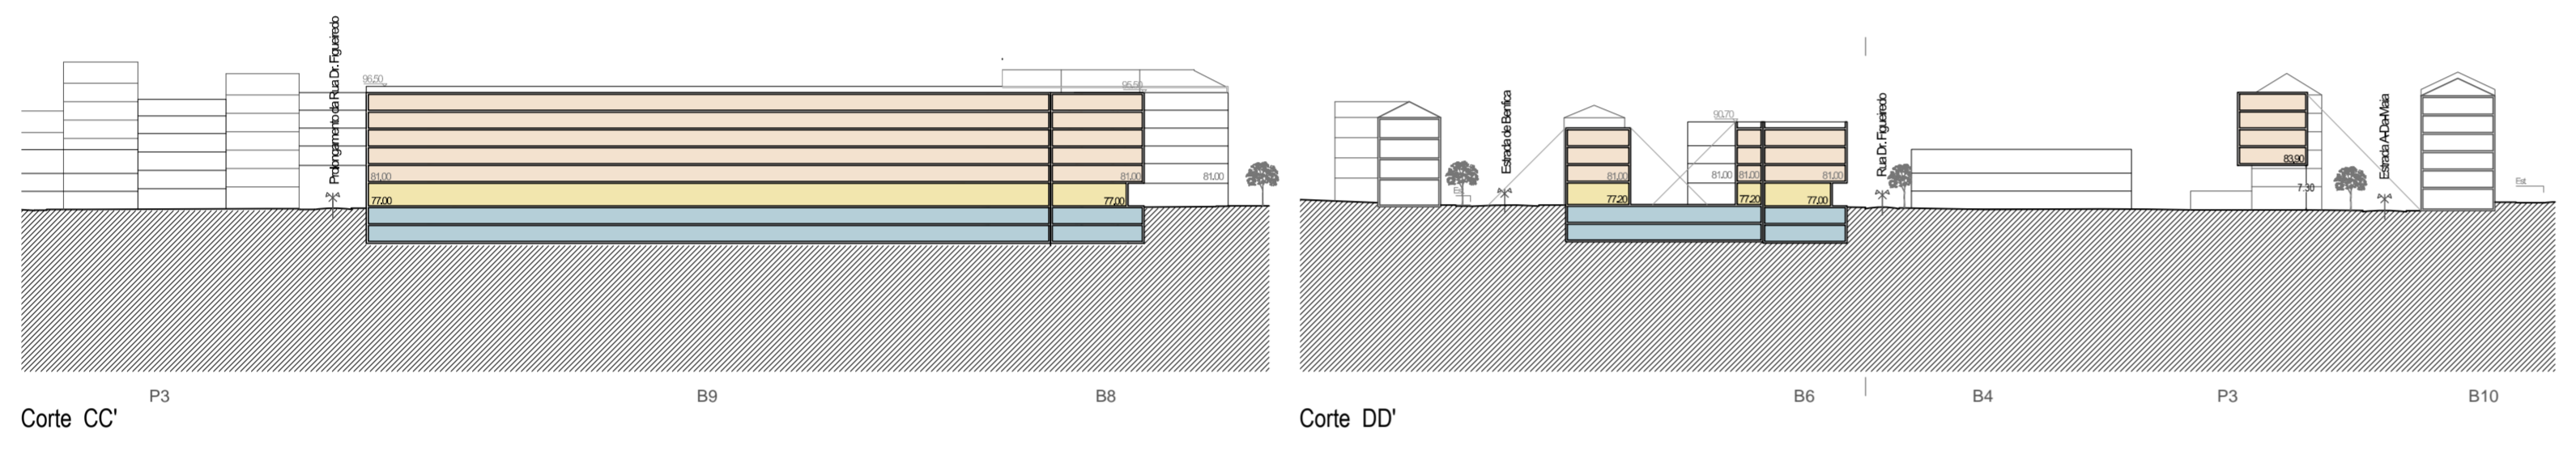 Prolongamento da Rua Dr. Figueiredo
96,50
95,50
81,00
81,00
81,00
77,00
77,00
P3
B9
B8
Corte CC'
Estrada de Benfica
Est
90,70
81,00
81,00
81,00
81,00
77,20
77,20
77,00
Rua Dr. Figueiredo
83,90
7.30
Estrada A-Da-Maia
Est
B6
B4
P3
B10
Corte DD'